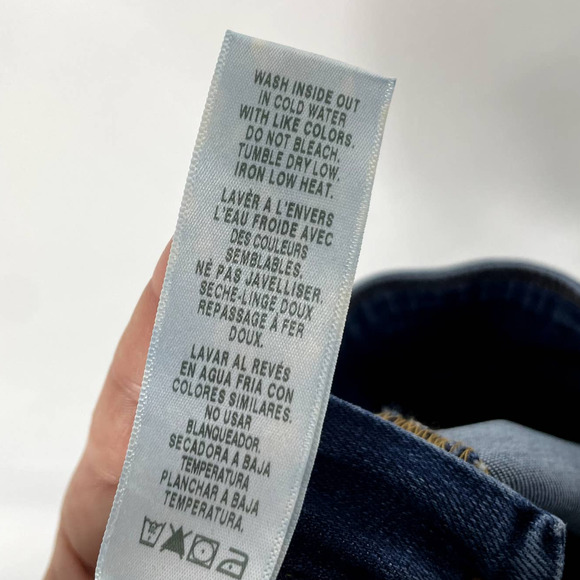 WASH INSIDE OUT
IN COLD WATER
WITH LIKE COLORS.
DO NOT BLEACH.
TUMBLE DRY LOW.
IRON LOW HEAT.
LAVÈR A L'ENVERS
L'EAU FROIDE AVEC
DES COULEURS
SEMBLABLES.
NE PAS JAVELLISER.
SECHE-LINGE DOUX
REPASSAGE À FER
DOUX.
LAVAR AL REVÉS
EN AGUA FRIA CON
COLORES SIMILARES.
NO USAR
BLANQUEADOR.
SECADORA A BAJA
TEMPERATURA
PLANCHAR A BAJA
TEMPERATURA.